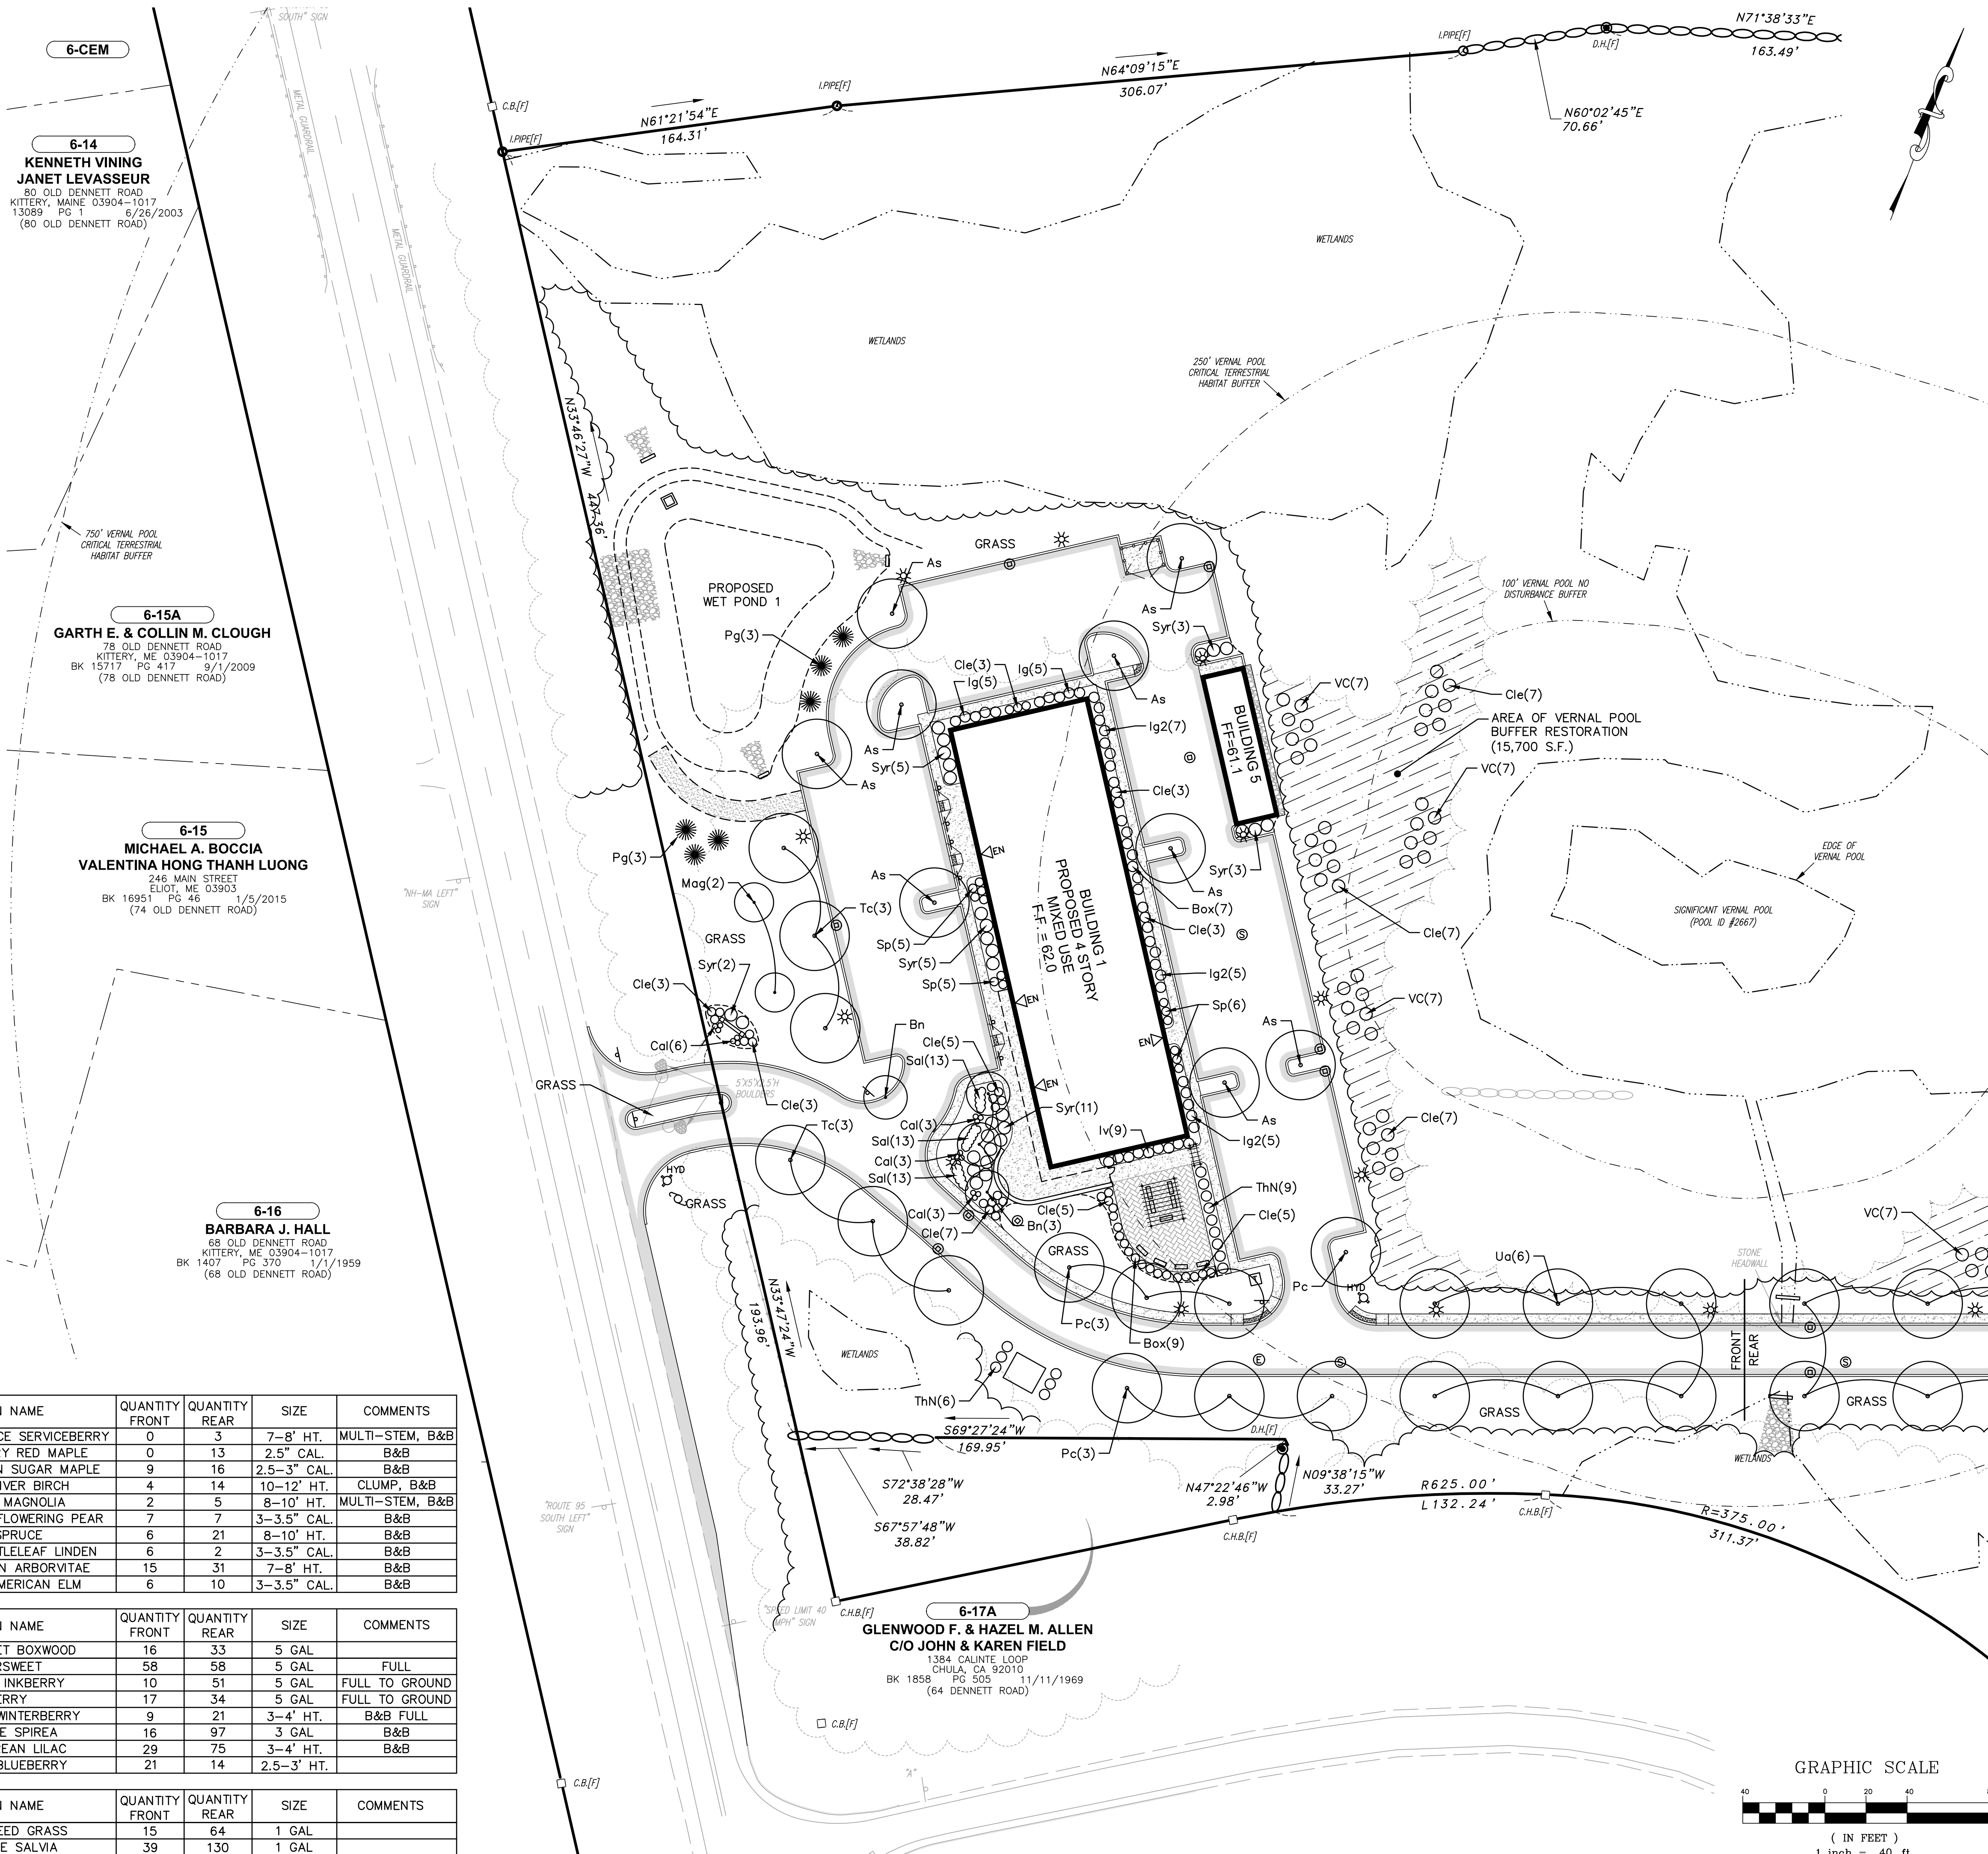 SOUTH" SIGN
6-CEM
6-14
KENNETH VINING
JANET LEVASSEUR
80 OLD DENNETT ROAD
KITTERY, MAINE 03904-1017
13089 PG 1 6/26/2003
(80 OLD DENNETT ROAD)
METAL GUARDRAIL
METAL GUARDRAIL
C.B.[F]
I.PIPE[F]
N61°21'54"E
164.31'
I.PIPE[F]
N64°09'15"E
306.07'
I.PIPE[F]
D.H.[F]
N71°38'33"E
163.49'
N60°02'45"E
70.66'
WETLANDS
WETLANDS
250' VERNAL POOL
CRITICAL TERRESTRIAL
HABITAT BUFFER
N33°46'27"W
447.36'
750' VERNAL POOL
CRITICAL TERRESTRIAL
HABITAT BUFFER
6-15A
GARTH E. & COLLIN M. CLOUGH
78 OLD DENNETT ROAD
KITTERY, ME 03904-1017
BK 15717 PG 417 9/1/2009
(78 OLD DENNETT ROAD)
6-15
MICHAEL A. BOCCIA
VALENTINA HONG THANH LUONG
246 MAIN STREET
ELIOT, ME 03903
BK 16951 PG 46 1/5/2015
(74 OLD DENNETT ROAD)
6-16
BARBARA J. HALL
68 OLD DENNETT ROAD
KITTERY, ME 03904-1017
BK 1407 PG 370 1/1/1959
(68 OLD DENNETT ROAD)
"NH-MA LEFT"
SIGN
PROPOSED
WET POND 1
GRASS
As
As
Syr(3)
Pg(3)
Cle(3)
Ig(5)
Ig(5)
As
As
Syr(5)
As
Ig2(7)
Cle(3)
BUILDING 5
FF=61.1
VC(7)
Cle(7)
AREA OF VERNAL POOL
BUFFER RESTORATION
(15,700 S.F.)
VC(7)
100' VERNAL POOL NO
DISTURBANCE BUFFER
EDGE OF
VERNAL POOL
SIGNIFICANT VERNAL POOL
(POOL ID #2667)
Pg(3)
Mag(2)
As
Tc(3)
EN
BUILDING 1
PROPOSED 4 STORY
MIXED USE
F.F. = 62.0
Syr(3)
As
Box(7)
Cle(3)
S
Cle(7)
GRASS
Sp(5)
Syr(5)
Sp(5)
Syr(2)
Cle(3)
Cal(6)
EN
Ig2(5)
Sp(6)
EN
VC(7)
As
Bn
Cle(5)
Sal(13)
GRASS
5'X5'X2.5'H
BOULDERS
Cle(3)
EN
Syr(11)
Tc(3)
Cal(3)
Sal(13)
Cal(3)
Sal(13)
Iv(9)
As
Ig2(5)
Cle(7)
HYD
GRASS
Cal(3)
Cle(7)
Bn(3)
Cle(5)
ThN(9)
Cle(5)
GRASS
Pc
HYD
Ua(6)
VC(7)
STONE
HEADWALL
N33°47'24"W
193.96'
WETLANDS
Pc(3)
Box(9)
ThN(6)
E
S
S
FRONT
REAR
GRASS
GRASS
WETLANDS
S69°27'24"W
169.95'
D.H.[F]
Pc(3)
S72°38'28"W
28.47'
S67°57'48"W
38.82'
N47°22'46"W
2.98'
N09°38'15"W
33.27'
R625.00'
L132.24'
C.H.B.[F]
C.H.B.[F]
R=375.00'
311.37'
"ROUTE 95
SOUTH LEFT"
SIGN
"SPEED LIMIT 40
MPH" SIGN
C.H.B.[F]
6-17A
GLENWOOD F. & HAZEL M. ALLEN
C/O JOHN & KAREN FIELD
1384 CALINTE LOOP
CHULA, CA 92010
BK 1858 PG 505 11/11/1969
(64 DENNETT ROAD)
C.B.[F]
C.B.[F]
"A"
N NAME QUANTITY FRONT QUANTITY REAR SIZE COMMENTS
CE SERVICEBERRY 0 3 7-8' HT. MULTI-STEM, B&B
Y RED MAPLE 0 13 2.5" CAL. B&B
N SUGAR MAPLE 9 16 2.5-3" CAL. B&B
IVER BIRCH 4 14 10-12' HT. CLUMP, B&B
MAGNOLIA 2 5 8-10' HT. MULTI-STEM, B&B
FLOWERING PEAR 7 7 3-3.5" CAL. B&B
SPRUCE 6 21 8-10' HT. B&B
TLELEAF LINDEN 6 2 3-3.5" CAL. B&B
N ARBORVITAE 15 31 7-8' HT. B&B
MERICAN ELM 6 10 3-3.5" CAL. B&B
N NAME QUANTITY FRONT QUANTITY REAR SIZE COMMENTS
ET BOXWOOD 16 33 5 GAL
RSWEET 58 58 5 GAL FULL
INKBERRY 10 51 5 GAL FULL TO GROUND
ERRY 17 34 5 GAL FULL TO GROUND
WINTERBERRY 9 21 3-4' HT. B&B FULL
E SPIREA 16 97 3 GAL B&B
REAN LILAC 29 75 3-4' HT. B&B
BLUEBERRY 21 14 2.5-3' HT.
N NAME QUANTITY FRONT QUANTITY REAR SIZE COMMENTS
EED GRASS 15 64 1 GAL
E SALVIA 39 130 1 GAL
GRAPHIC SCALE
40 0 20 40
( IN FEET )
1 inch = 40 ft.